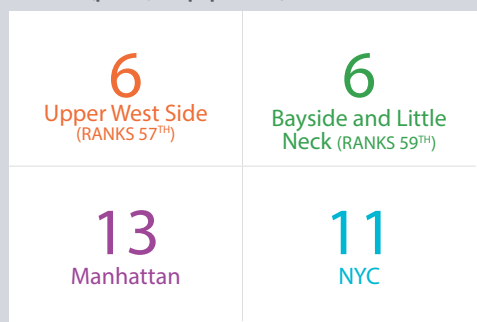 6
Upper West Side
(RANKS 57TH)
6
Bayside and Little
Neck (RANKS 59TH)
13
Manhattan
11
NYC